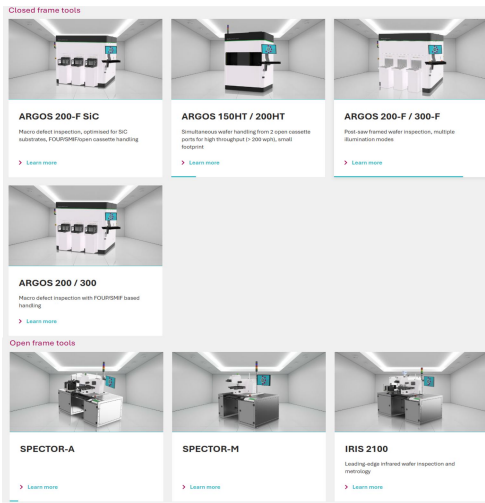 Closed frame tools
ARGOS 200-F SiC
Macro defect inspection, optimised for SiC
substrates, FOUP/SMIF/open cassette handling
Learn more
ARGOS 150HT / 200HT
Simultaneous wafer handling from 2 open cassette
ports for high throughput (> 200 wph), small
footprint
Learn more
ARGOS 200-F / 300-F
Post-saw framed wafer inspection, multiple
illumination modes
Learn more
ARGOS 200 / 300
Macro defect inspection with FOUP/SMIF based
handling
Learn more
Open frame tools
SPECTOR-A
Learn more
SPECTOR-M
Learn more
IRIS 2100
Leading-edge infrared wafer inspection and
metrology
Learn more